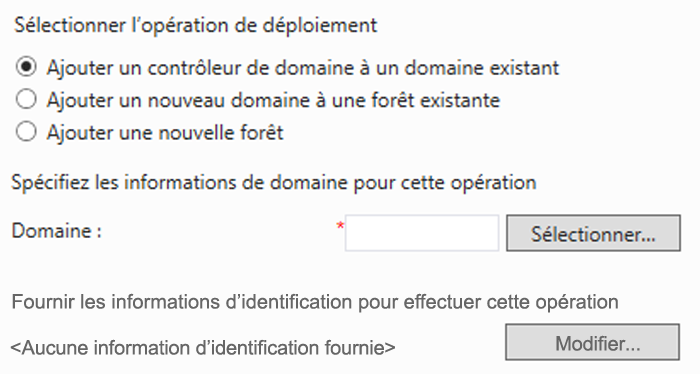 Sélectionner l’opération de déploiement
Ajouter un contrôleur de domaine à un domaine existant
Ajouter un nouveau domaine à une forêt existante
Ajouter une nouvelle forêt
Spécifiez les informations de domaine pour cette opération
Domaine : * Sélectionner...
Fournir les informations d’identification pour effectuer cette opération
<Aucune information d’identification fournie> Modifier...